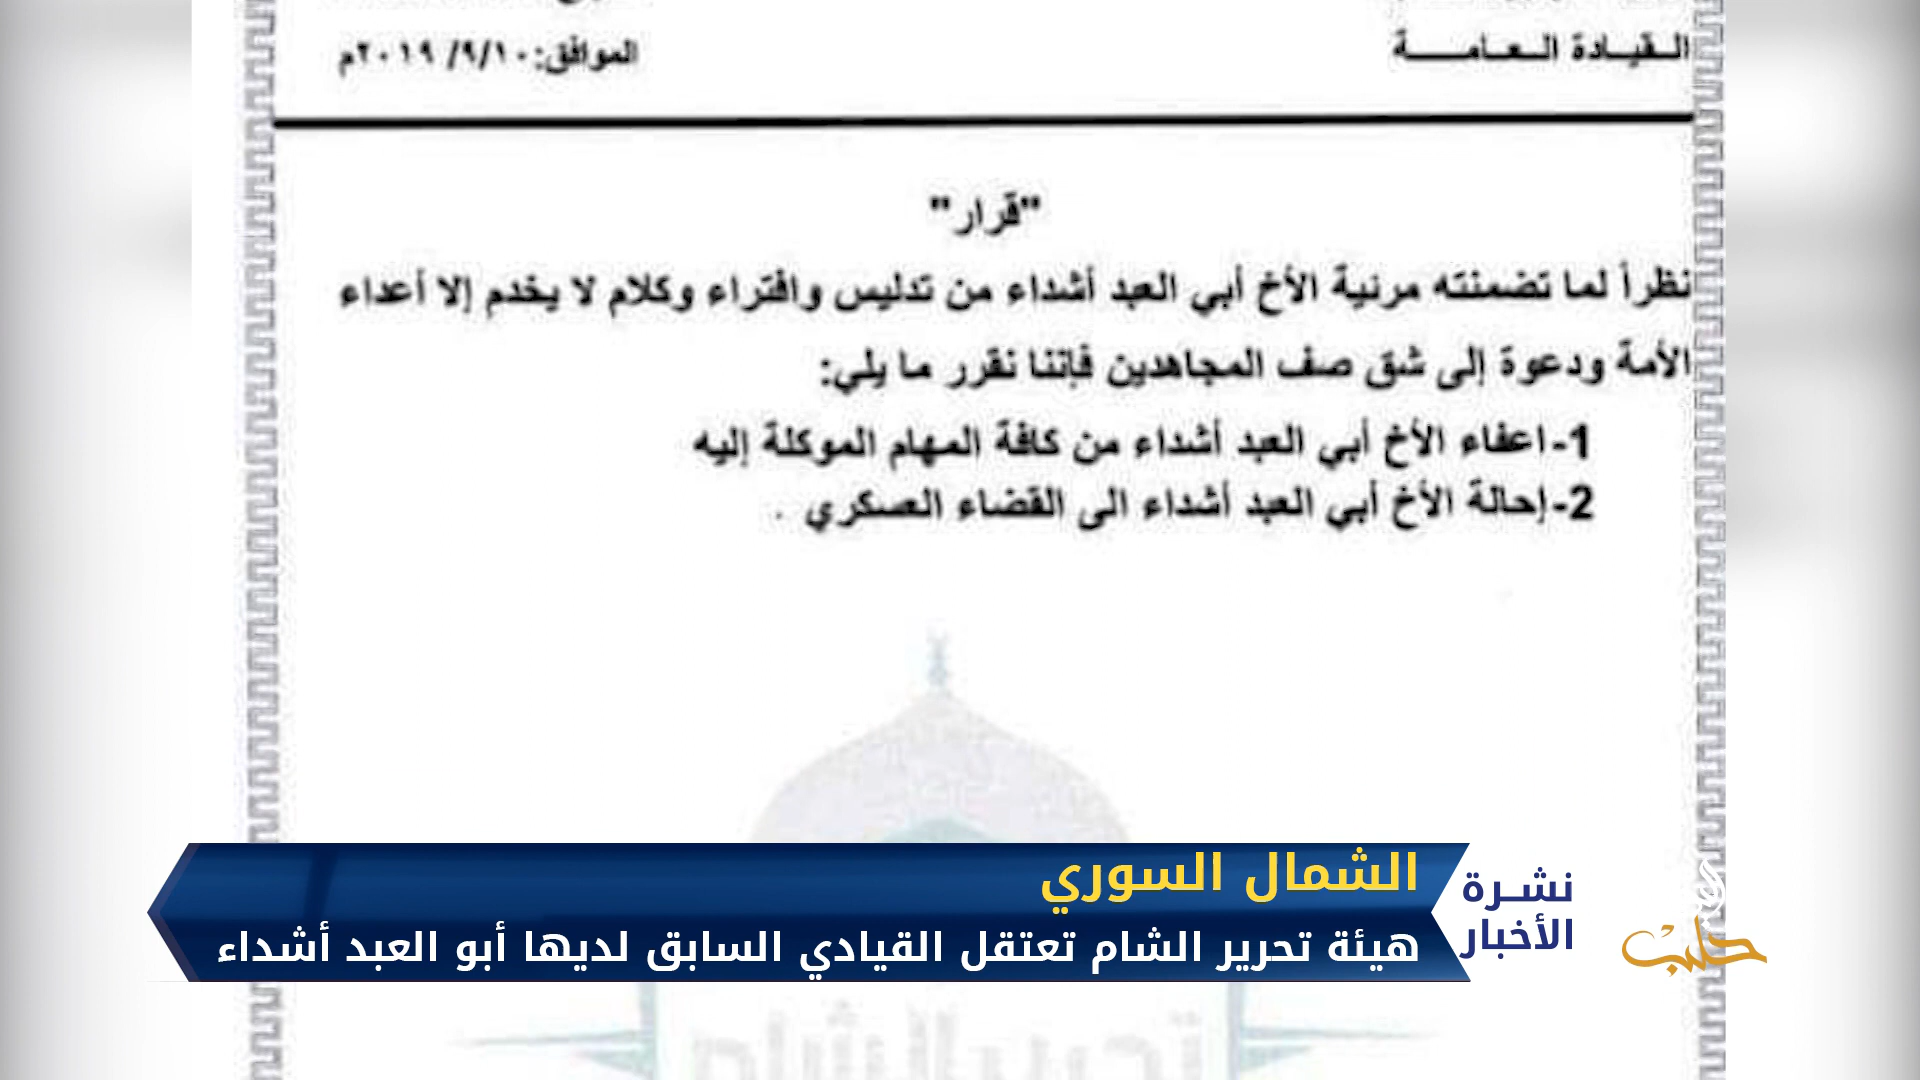 القيادة العامة
الموافق: ٩/١٠/ ٢٠١٩م
"قرار"
نظراً لما تضمنته مرئية الأخ أبي العبد أشداء من تدليس وافتراء وكلام لا يخدم إلا أعداء
الأمة ودعوة إلى شق صف المجاهدين فإننا نقرر ما يلي:
1- اعفاء الأخ أبي العبد أشداء من كافة المهام الموكلة إليه
2- إحالة الأخ أبي العبد أشداء الى القضاء العسكري .
تحرير الشام
الشمال السوري
هيئة تحرير الشام تعتقل القيادي السابق لديها أبو العبد أشداء
نشرة
الأخبار
حلب